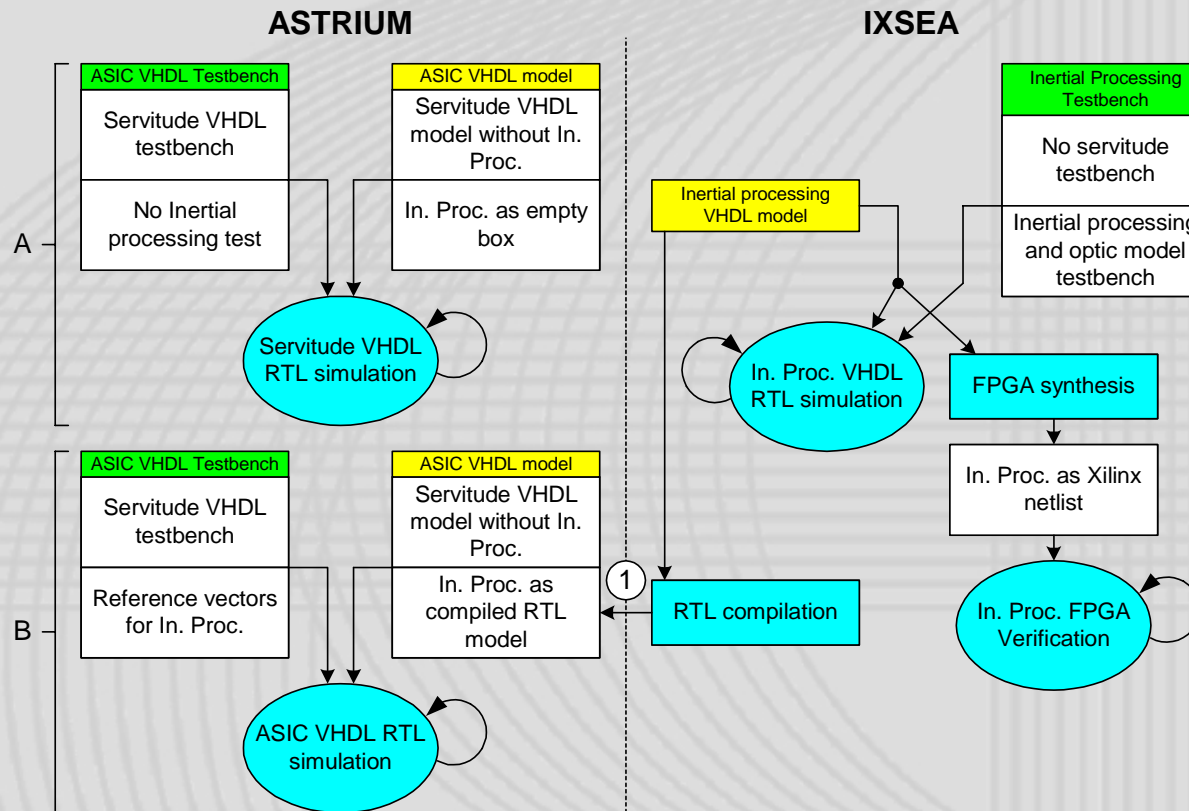 ASTRIUM
IXSEA
A
ASIC VHDL Testbench
Servitude VHDL
testbench
No Inertial
processing test
ASIC VHDL model
Servitude VHDL
model without In.
Proc.
In. Proc. as empty
box
Servitude VHDL
RTL simulation
Inertial processing
VHDL model
Inertial Processing
Testbench
No servitude
testbench
Inertial processing
and optic model
testbench
In. Proc. VHDL
RTL simulation
FPGA synthesis
In. Proc. as Xilinx
netlist
In. Proc. FPGA
Verification
B
ASIC VHDL Testbench
Servitude VHDL
testbench
Reference vectors
for In. Proc.
ASIC VHDL model
Servitude VHDL
model without In.
Proc.
In. Proc. as
compiled RTL
model
1
RTL compilation
ASIC VHDL RTL
simulation